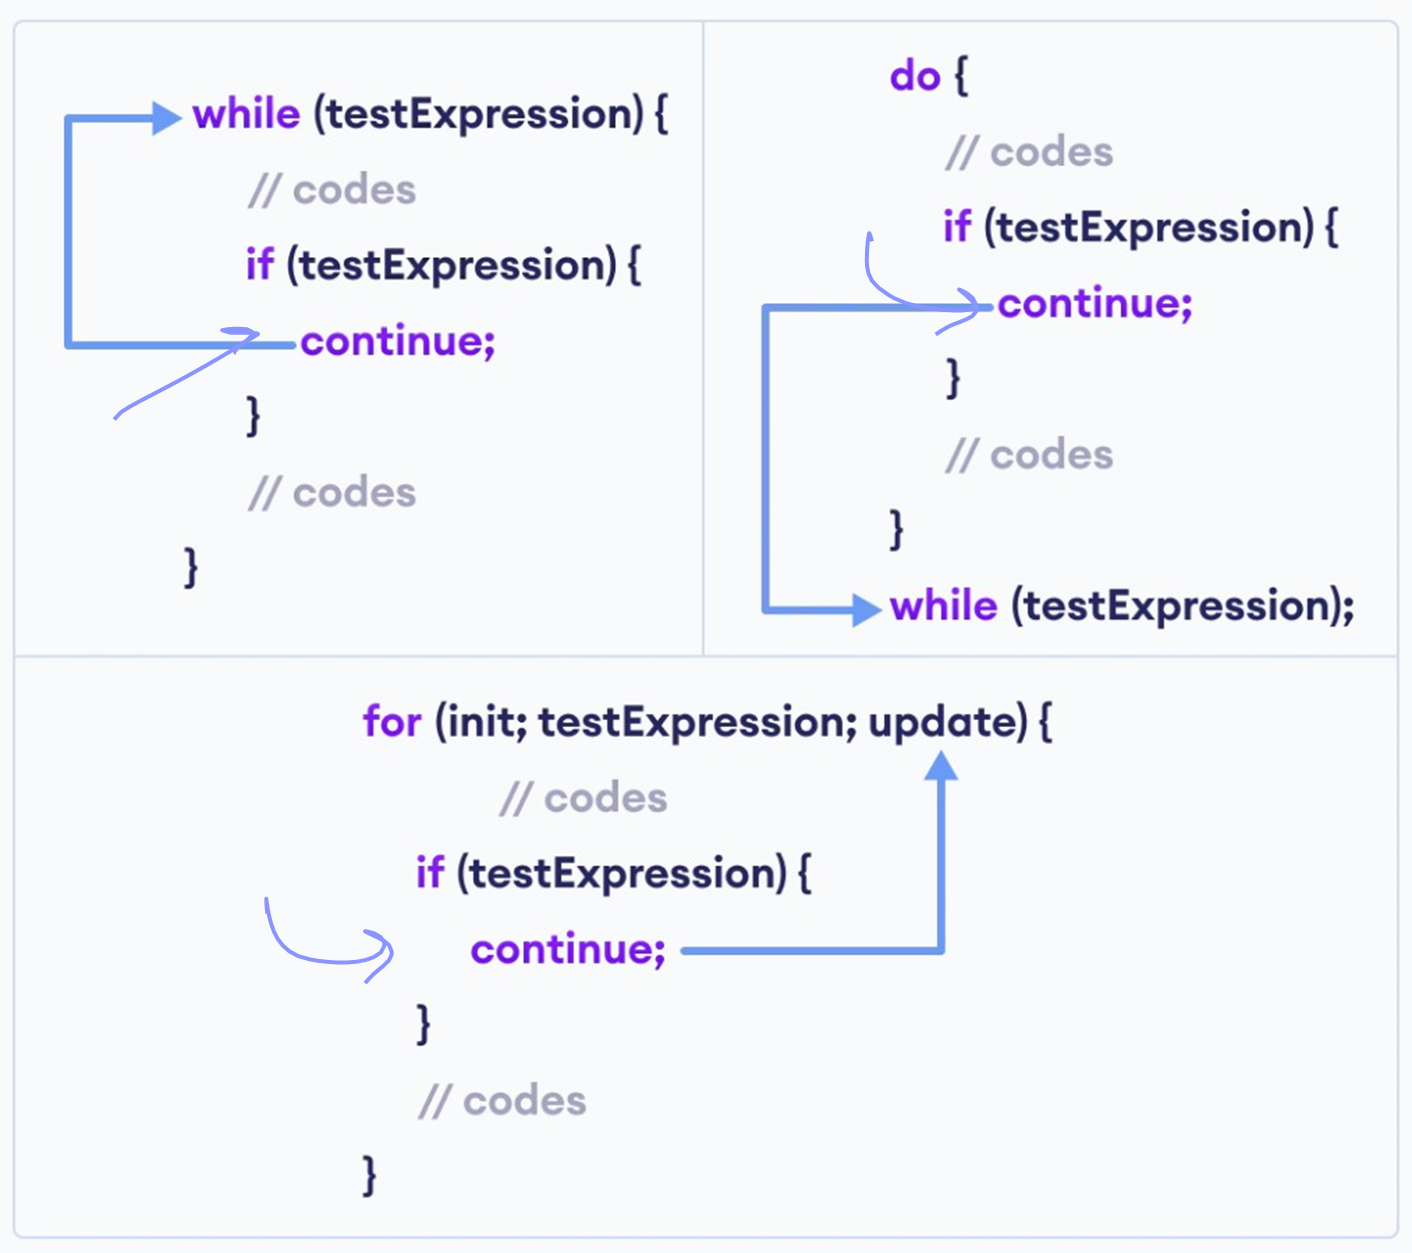 while (testExpression) {
// codes
if (testExpression) {
continue;
}
// codes
}
do {
// codes
if (testExpression) {
continue;
}
// codes
}
while (testExpression);
for (init; testExpression; update) {
// codes
if (testExpression) {
continue;
}
// codes
}